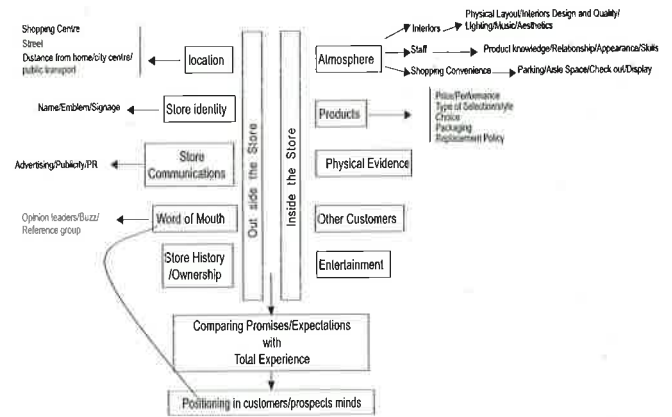 Shopping Centre
Street
Distance from home/city centre/
public transport
location
Name/Emblem/Signage
Store identity
Advertising/Publicity/PR
Store
Communications
Opinion leaders/Buzz/
Reference group
Word of Mouth
Store History
/Ownership
Out side the Store
Inside the Store
Atmosphere
Interiors
Physical Layout/Interiors Design and Quality/
Lighting/Music/Aesthetics
Staff
Product knowledge/Relationship/Appearance/Skills
Shopping Convenience
Parking/Aisle Space/Check out/Display
Products
Price/Performance
Type of Selection/style
Choice
Packaging
Replacement Policy
Physical Evidence
Other Customers
Entertainment
Comparing Promises/Expectations
with
Total Experience
Positioning in customers/prospects minds